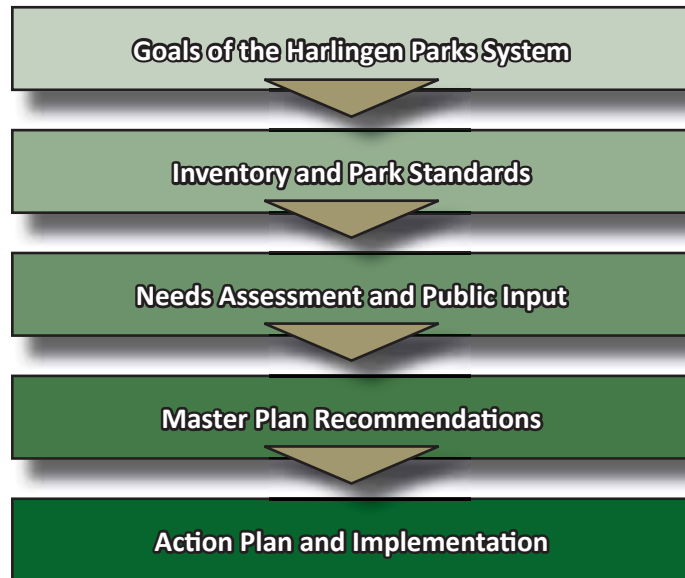 Goals of the Harlingen Parks System
Inventory and Park Standards
Needs Assessment and Public Input
Master Plan Recommendations
Action Plan and Implementation